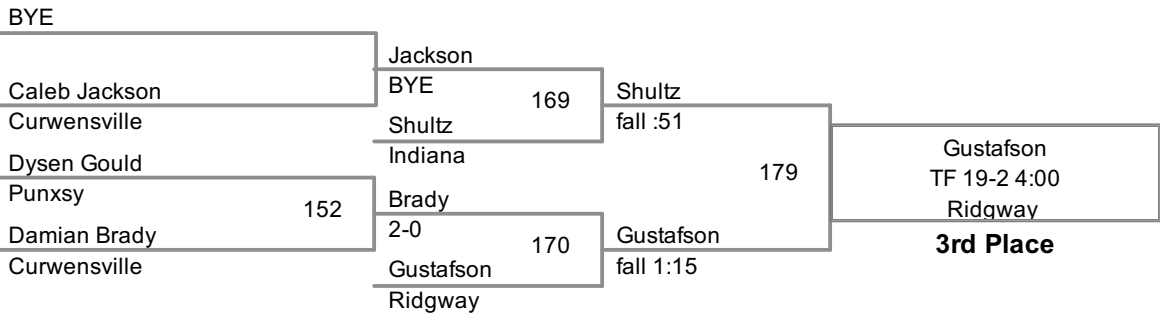 BYE
Caleb Jackson
Curwensville
Dysen Gould
Punxsy
152
Damian Brady
Curwensville
Jackson
BYE
169
Shultz
Indiana
Brady
2-0
170
Gustafson
Ridgway
Shultz
fall :51
179
Gustafson
fall 1:15
Gustafson
TF 19-2 4:00
Ridgway
3rd Place